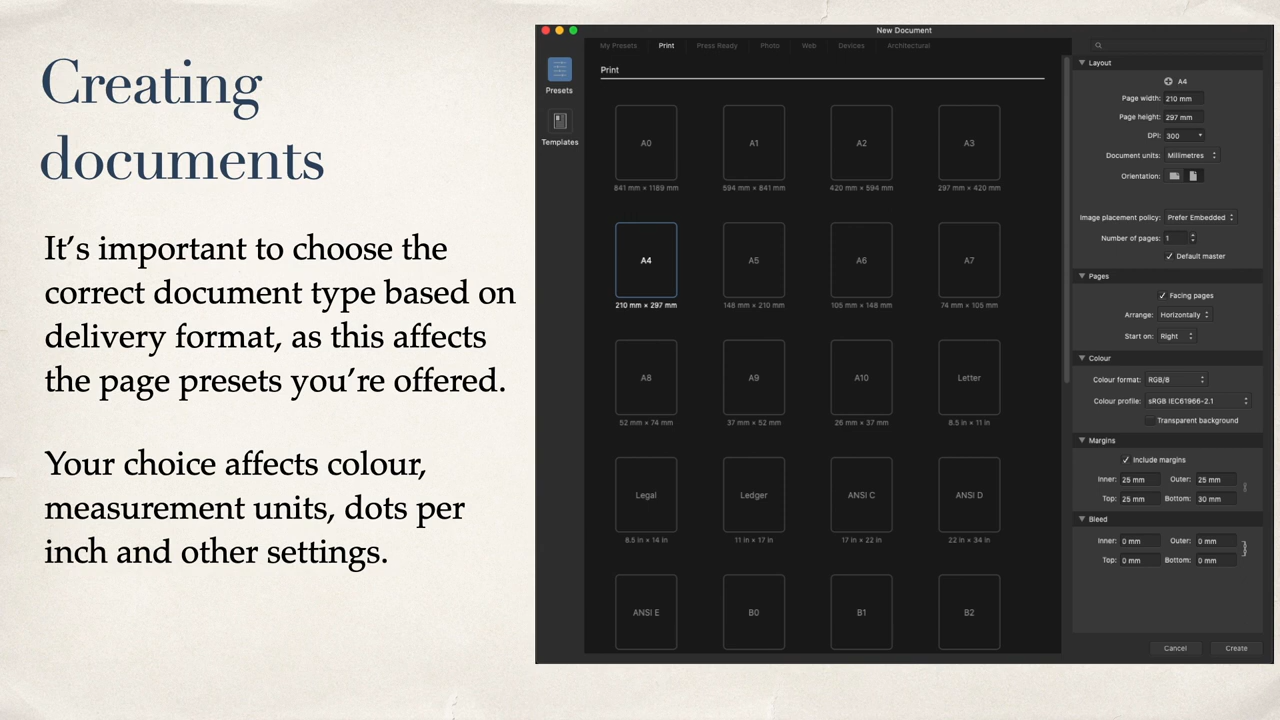 Creating
documents
It’s important to choose the
correct document type based on
delivery format, as this affects
the page presets you’re offered.
Your choice affects colour,
measurement units, dots per
inch and other settings.
New Document
My Presets Print Press Ready Photo Web Devices Architectural
Presets
Templates
Print
A0 A1 A2 A3
841 mm × 1189 mm 594 mm × 841 mm 420 mm × 594 mm 297 mm × 420 mm
A4 A5 A6 A7
210 mm × 297 mm 148 mm × 210 mm 105 mm × 148 mm 74 mm × 105 mm
A8 A9 A10 Letter
52 mm × 74 mm 37 mm × 52 mm 26 mm × 37 mm 8.5 in × 11 in
Legal Ledger ANSI C ANSI D
8.5 in × 14 in 11 in × 17 in 17 in × 22 in 22 in × 34 in
ANSI E B0 B1 B2
Layout
A4
Page width: 210 mm
Page height: 297 mm
DPI: 300
Document units: Millimetres
Orientation:
Image placement policy: Prefer Embedded
Number of pages: 1
Default master
Pages
Facing pages
Arrange: Horizontally
Start on: Right
Colour
Colour format: RGB/8
Colour profile: sRGB IEC61966-2.1
Transparent background
Margins
Include margins
Inner: 25 mm Outer: 25 mm
Top: 25 mm Bottom: 30 mm
Bleed
Inner: 0 mm Outer: 0 mm
Top: 0 mm Bottom: 0 mm
Cancel Create